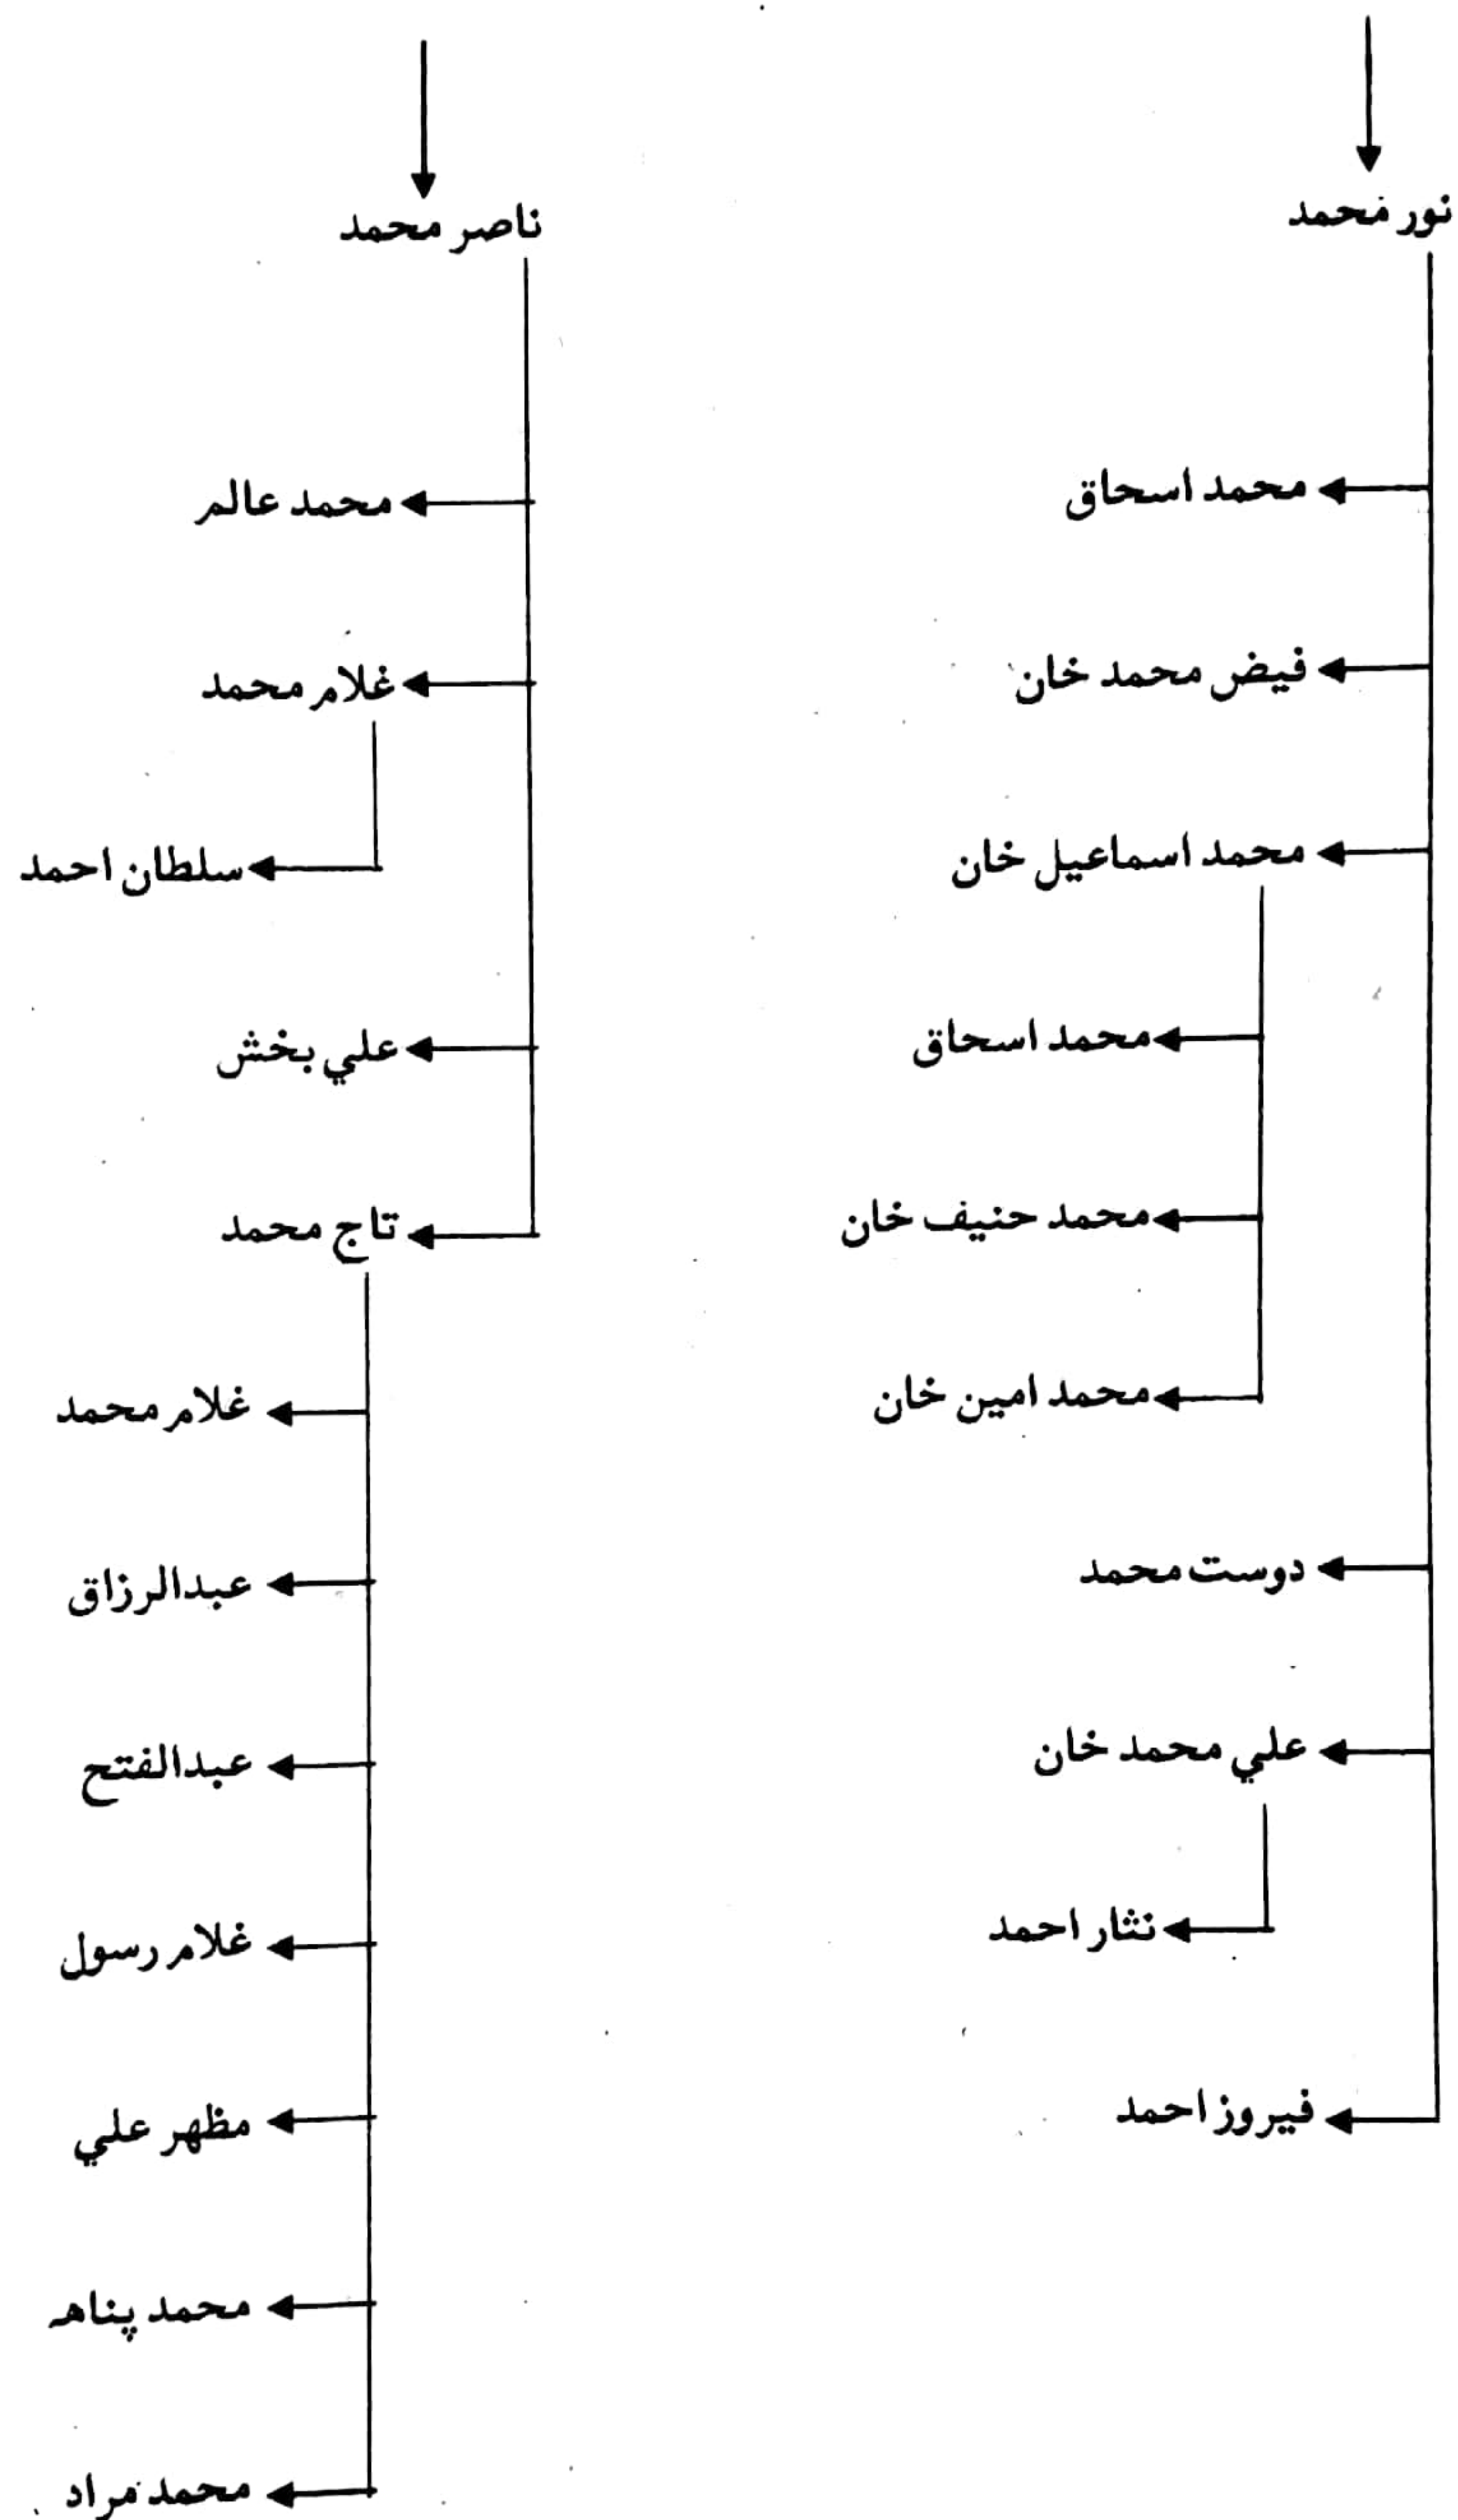 نور محمد
محمد اسحاق
فيض محمد خان
محمد اسماعيل خان
محمد اسحاق
محمد حنيف خان
محمد امين خان
دوست محمد
علي محمد خان
نثار احمد
فيروز احمد
ناصر محمد
محمد عالم
غلام محمد
سلطان احمد
علي بخش
تاج محمد
غلام محمد
عبدالرزاق
عبدالفتح
غلام رسول
مظهر علي
محمد پناهه
محمد مراد